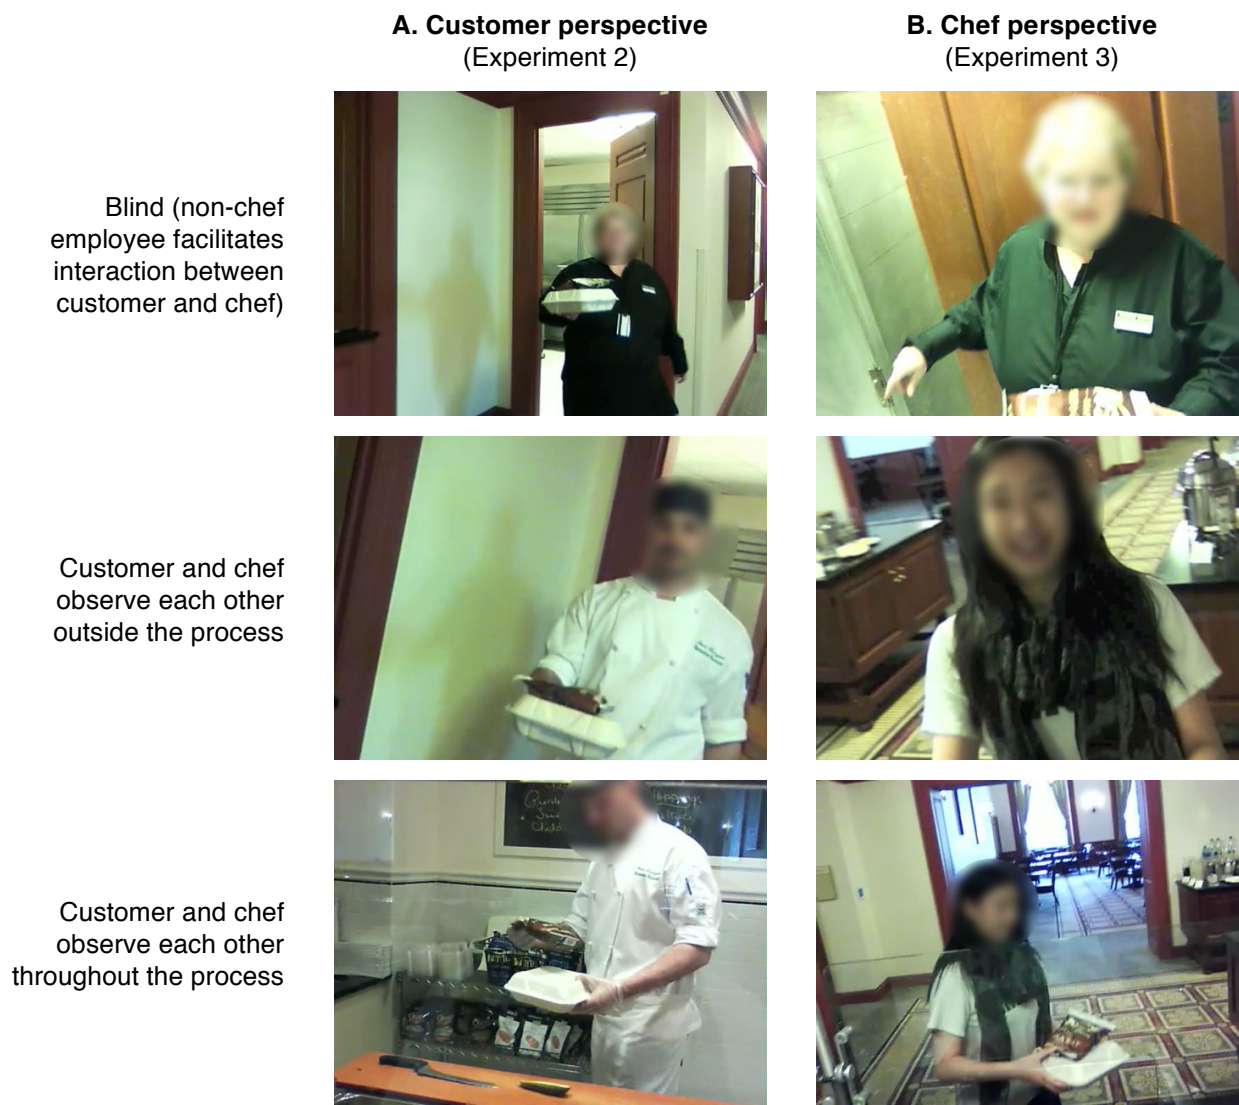 A. Customer perspective
(Experiment 2)
B. Chef perspective
(Experiment 3)
Blind (non-chef
employee facilitates
interaction between
customer and chef)
Customer and chef
observe each other
outside the process
Customer and chef
observe each other
throughout the process